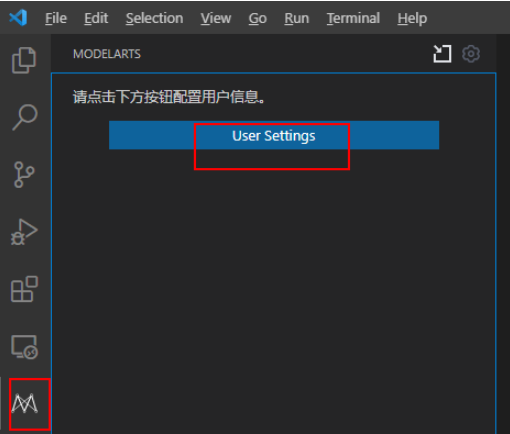 File Edit Selection View Go Run Terminal Help
MODELARTS
请点击下方按钮配置用户信息。
User Settings